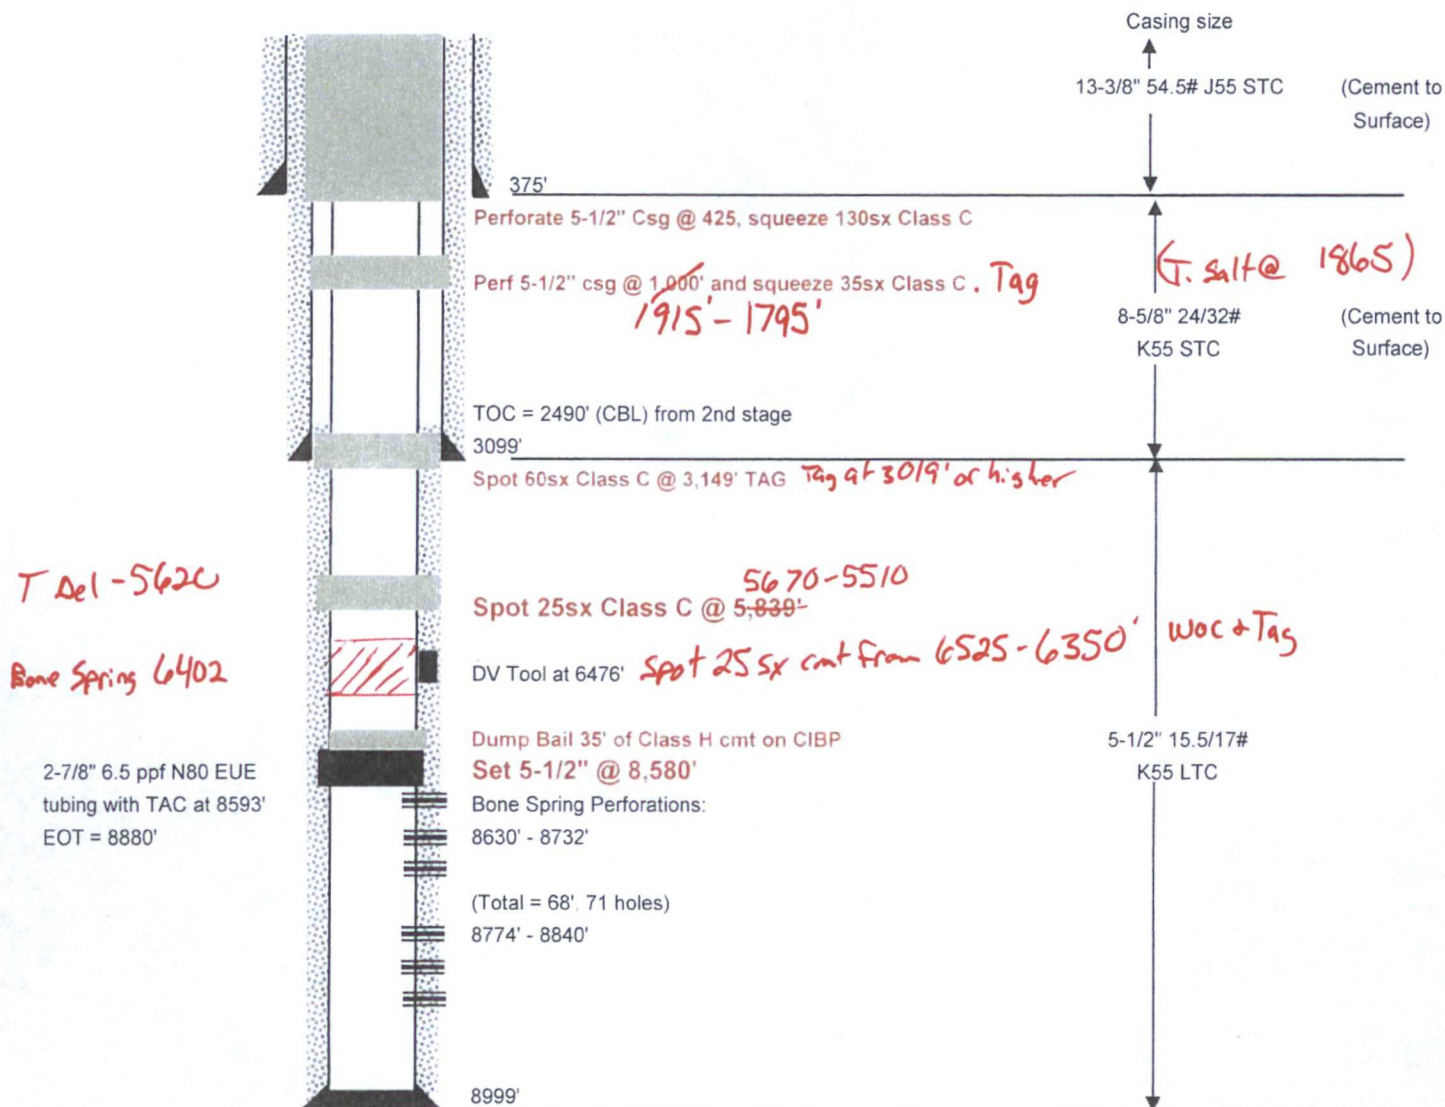 Casing size
13-3/8" 54.5# J55 STC (Cement to
Surface)
375'
Perforate 5-1/2" Csg @ 425, squeeze 130sx Class C
(T. Salt @ 1865)
Perf 5-1/2" csg @ 1,000' and squeeze 35sx Class C . Tag
1915' - 1795'
8-5/8" 24/32# (Cement to
K55 STC Surface)
TOC = 2490' (CBL) from 2nd stage
3099'
Spot 60sx Class C @ 3,149' TAG Tag at 3019' or higher
T Del - 5620
5670-5510
Spot 25sx Class C @ 5,839'
Bone Spring 6402
DV Tool at 6476' Spot 25 sx cmt from 6525-6350' WOC & Tag
Dump Bail 35' of Class H cmt on CIBP
Set 5-1/2" @ 8,580'
5-1/2" 15.5/17#
K55 LTC
2-7/8" 6.5 ppf N80 EUE
tubing with TAC at 8593'
EOT = 8880'
Bone Spring Perforations:
8630' - 8732'
(Total = 68', 71 holes)
8774' - 8840'
8999'